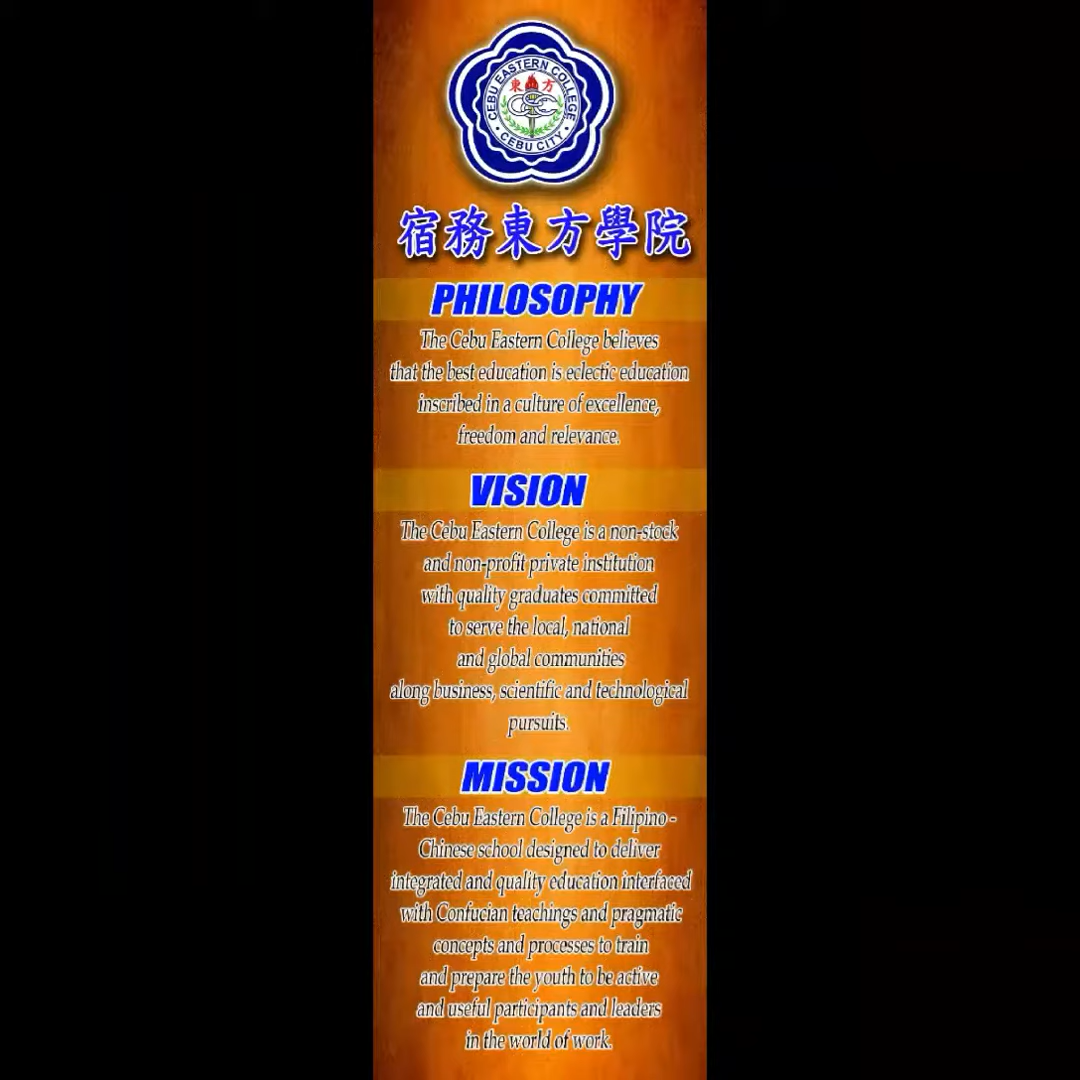 CEBU EASTERN COLLEGE
東 方
CEBU CITY
宿務東方學院
PHILOSOPHY
The Cebu Eastern College believes
that the best education is eclectic education
inscribed in a culture of excellence,
freedom and relevance.
VISION
The Cebu Eastern College is a non-stock
and non-profit private institution
with quality graduates committed
to serve the local, national
and global communities
along business, scientific and technological
pursuits.
MISSION
The Cebu Eastern College is a Filipino -
Chinese school designed to deliver
integrated and quality education interfaced
with Confucian teachings and pragmatic
concepts and processes to train
and prepare the youth to be active
and useful participants and leaders
in the world of work.